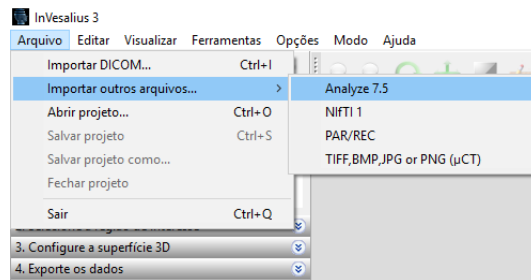 InVesalius 3
Arquivo Editar Visualizar Ferramentas Opções Modo Ajuda
Importar DICOM... Ctrl+I
Importar outros arquivos... >
Analyze 7.5
Abrir projeto... Ctrl+O
NIfTI 1
Salvar projeto Ctrl+S
PAR/REC
Salvar projeto como...
TIFF,BMP,JPG or PNG (µCT)
Fechar projeto
Sair Ctrl+Q
3. Configure a superfície 3D
4. Exporte os dados